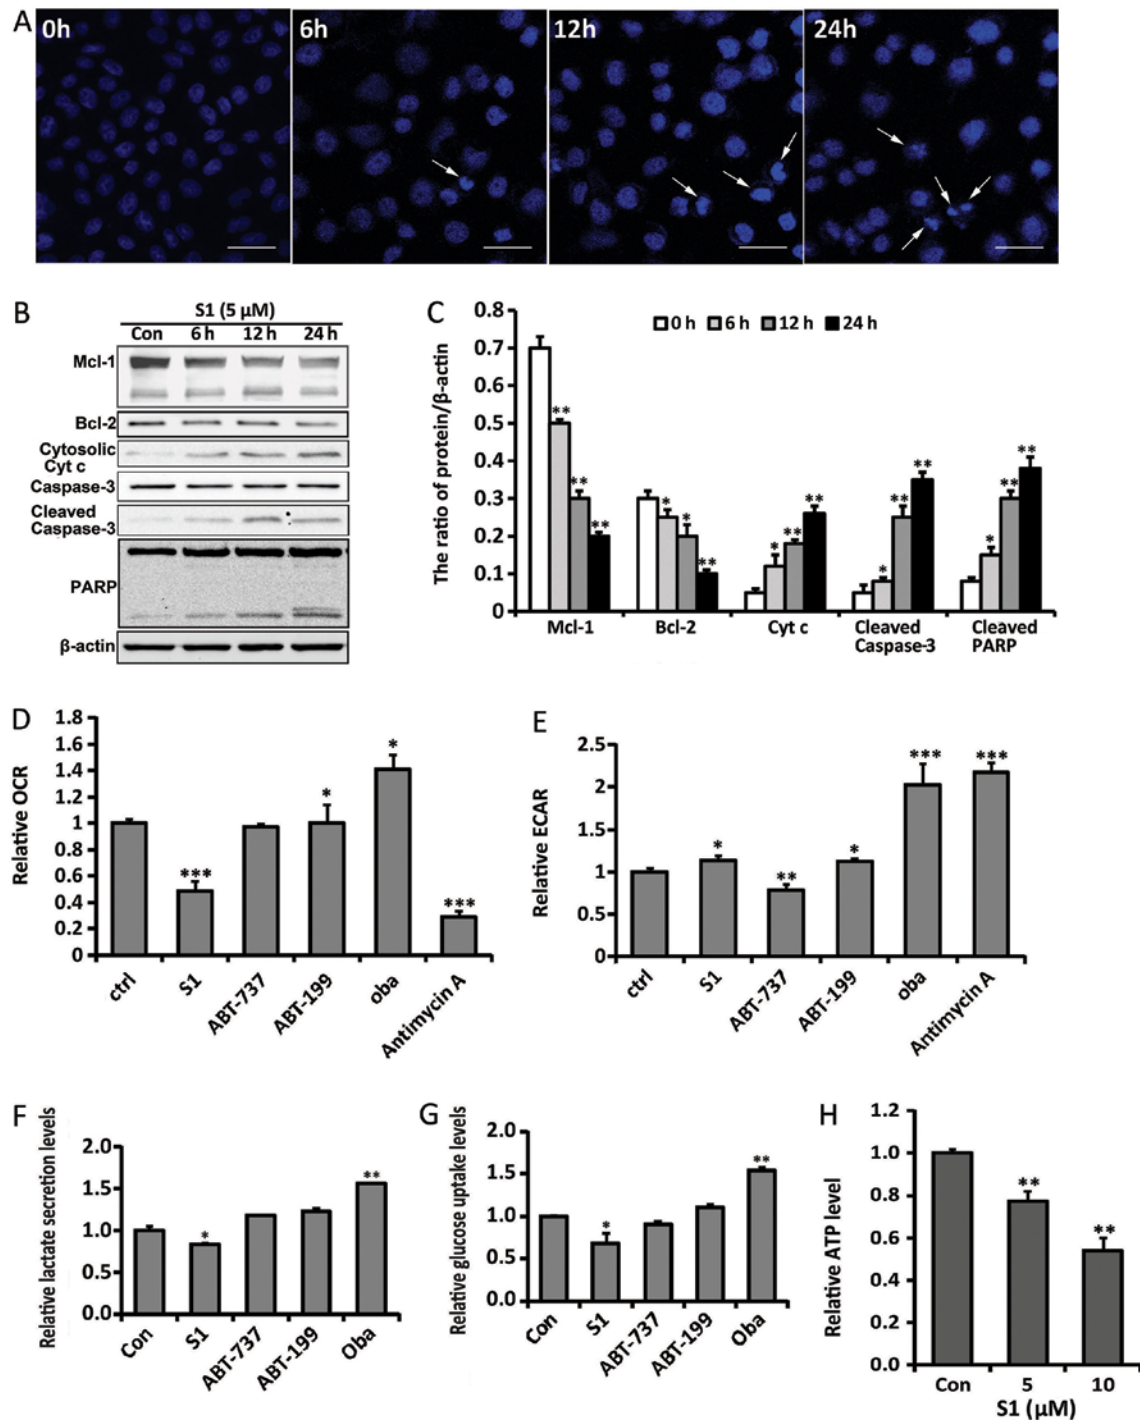 A
0h
6h
12h
24h
B
S1 (5 μM)
Con 6 h 12 h 24 h
Mcl-1
Bcl-2
Cytosolic
Cyt c
Caspase-3
Cleaved
Caspase-3
PARP
β-actin
C
0 h 6 h 12 h 24 h
The ratio of protein/β-actin
0.8
0.7
0.6
0.5
0.4
0.3
0.2
0.1
0
** ** **
* * **
* ** **
* ** **
* ** **
Mcl-1 Bcl-2 Cyt c Cleaved Caspase-3 Cleaved PARP
D
Relative OCR
1.8
1.6
1.4
1.2
1
0.8
0.6
0.4
0.2
0
*** * * ***
ctrl S1 ABT-737 ABT-199 oba Antimycin A
E
Relative ECAR
2.5
2
1.5
1
0.5
0
* ** * *** ***
ctrl S1 ABT-737 ABT-199 oba Antimycin A
F
Relative lactate secretion levels
2.0
1.5
1.0
0.5
0.0
* **
Con S1 ABT-737 ABT-199 Oba
G
Relative glucose uptake levels
2.0
1.5
1.0
0.5
0.0
* **
Con S1 ABT-737 ABT-199 Oba
H
Relative ATP level
1.2
1.0
0.8
0.6
0.4
0.2
0.0
** **
Con 5 10
S1 (μM)